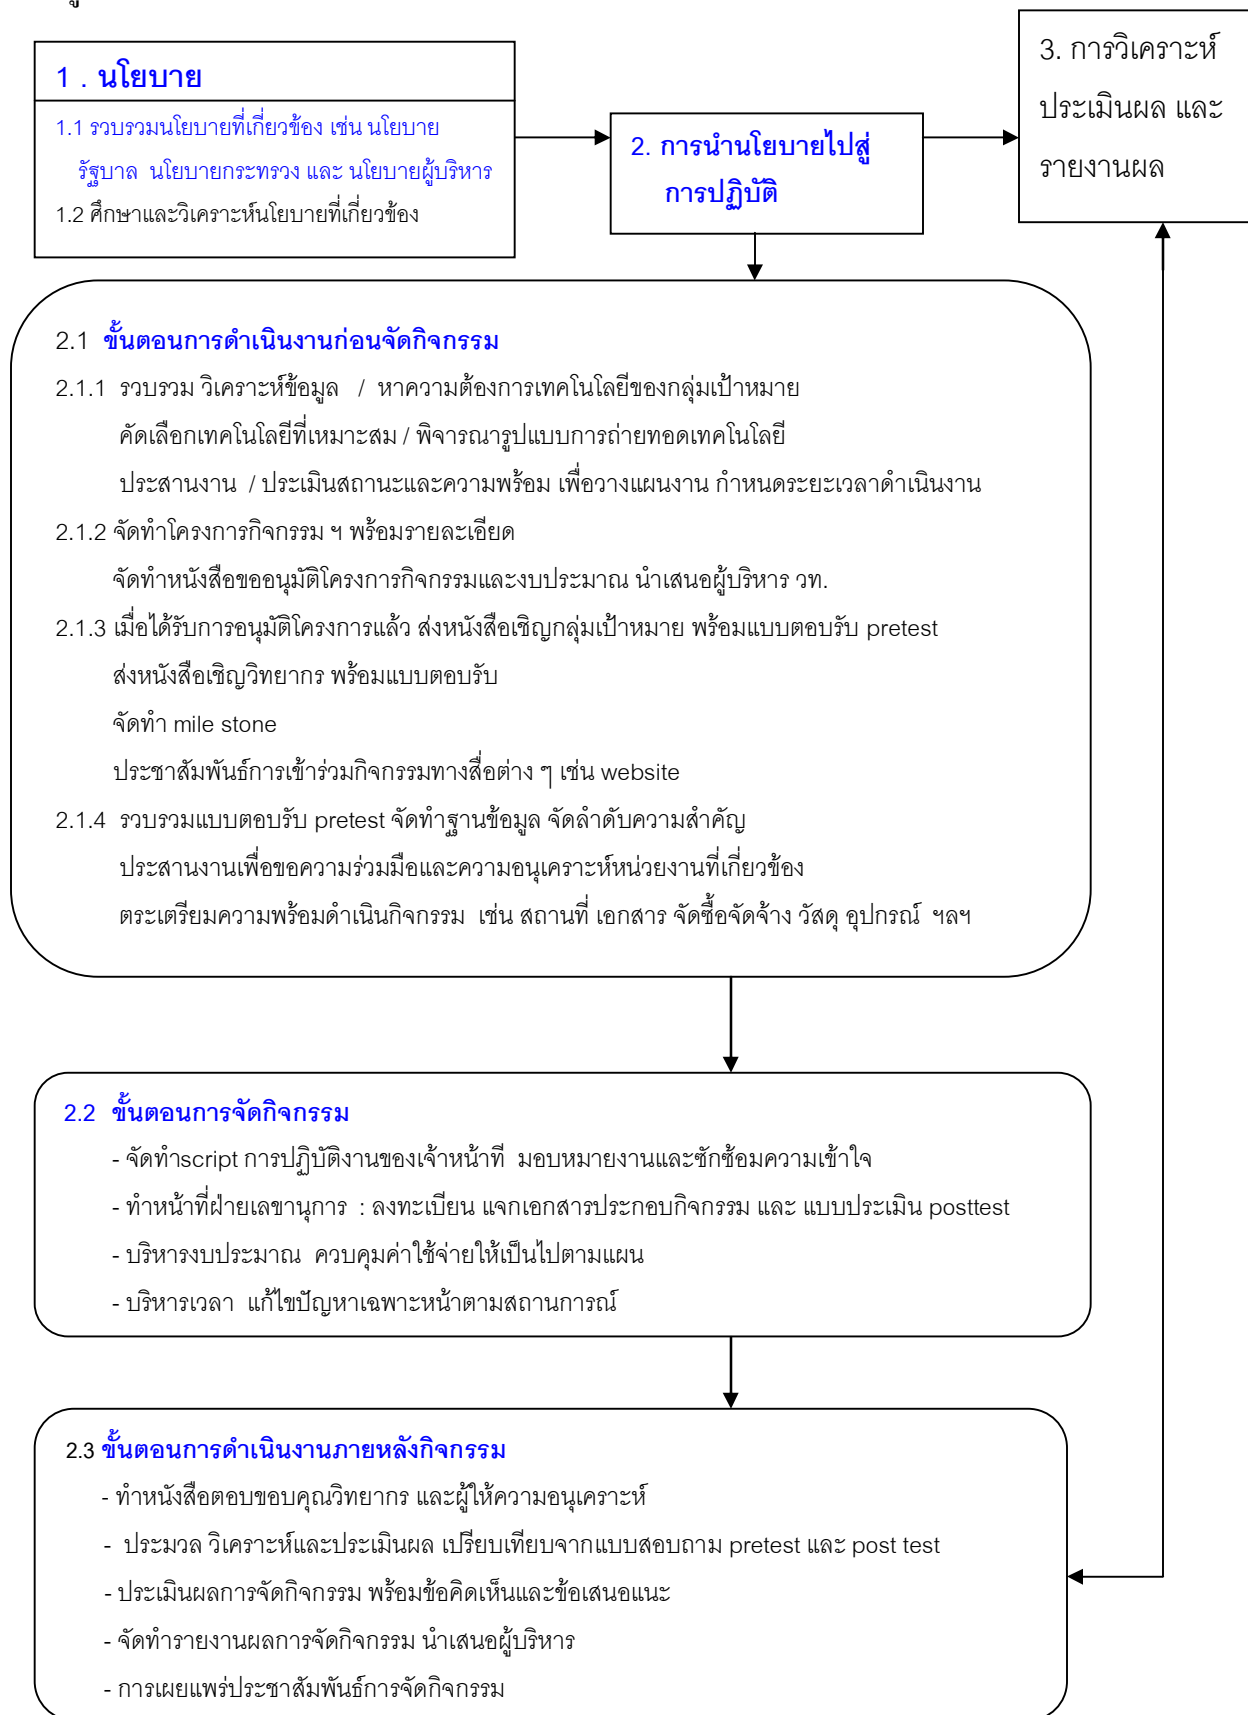 1 . นโยบาย
1.1 รวบรวมนโยบายที่เกี่ยวข้อง เช่น นโยบาย
รัฐบาล นโยบายกระทรวง และ นโยบายผู้บริหาร
1.2 ศึกษาและวิเคราะห์นโยบายที่เกี่ยวข้อง
2. การนำนโยบายไปสู่
การปฏิบัติ
3. การวิเคราะห์
ประเมินผล และ
รายงานผล
2.1 ขั้นตอนการดำเนินงานก่อนจัดกิจกรรม
2.1.1 รวบรวม วิเคราะห์ข้อมูล / หาความต้องการเทคโนโลยีของกลุ่มเป้าหมาย
คัดเลือกเทคโนโลยีที่เหมาะสม / พิจารณารูปแบบการถ่ายทอดเทคโนโลยี
ประสานงาน / ประเมินสถานะและความพร้อม เพื่อวางแผนงาน กำหนดระยะเวลาดำเนินงาน
2.1.2 จัดทำโครงการกิจกรรม ฯ พร้อมรายละเอียด
จัดทำหนังสือขออนุมัติโครงการกิจกรรมและงบประมาณ นำเสนอผู้บริหาร วท.
2.1.3 เมื่อได้รับการอนุมัติโครงการแล้ว ส่งหนังสือเชิญกลุ่มเป้าหมาย พร้อมแบบตอบรับ pretest
ส่งหนังสือเชิญวิทยากร พร้อมแบบตอบรับ
จัดทำ mile stone
ประชาสัมพันธ์การเข้าร่วมกิจกรรมทางสื่อต่าง ๆ เช่น website
2.1.4 รวบรวมแบบตอบรับ pretest จัดทำฐานข้อมูล จัดลำดับความสำคัญ
ประสานงานเพื่อขอความร่วมมือและความอนุเคราะห์หน่วยงานที่เกี่ยวข้อง
ตระเตรียมความพร้อมดำเนินกิจกรรม เช่น สถานที่ เอกสาร จัดซื้อจัดจ้าง วัสดุ อุปกรณ์ ฯลฯ
2.2 ขั้นตอนการจัดกิจกรรม
- จัดทำscript การปฏิบัติงานของเจ้าหน้าที่ มอบหมายงานและซักซ้อมความเข้าใจ
- ทำหน้าที่ฝ่ายเลขานุการ : ลงทะเบียน แจกเอกสารประกอบกิจกรรม และ แบบประเมิน posttest
- บริหารงบประมาณ ควบคุมค่าใช้จ่ายให้เป็นไปตามแผน
- บริหารเวลา แก้ไขปัญหาเฉพาะหน้าตามสถานการณ์
2.3 ขั้นตอนการดำเนินงานภายหลังกิจกรรม
- ทำหนังสือตอบขอบคุณวิทยากร และผู้ให้ความอนุเคราะห์
- ประมวล วิเคราะห์และประเมินผล เปรียบเทียบจากแบบสอบถาม pretest และ post test
- ประเมินผลการจัดกิจกรรม พร้อมข้อคิดเห็นและข้อเสนอแนะ
- จัดทำรายงานผลการจัดกิจกรรม นำเสนอผู้บริหาร
- การเผยแพร่ประชาสัมพันธ์การจัดกิจกรรม